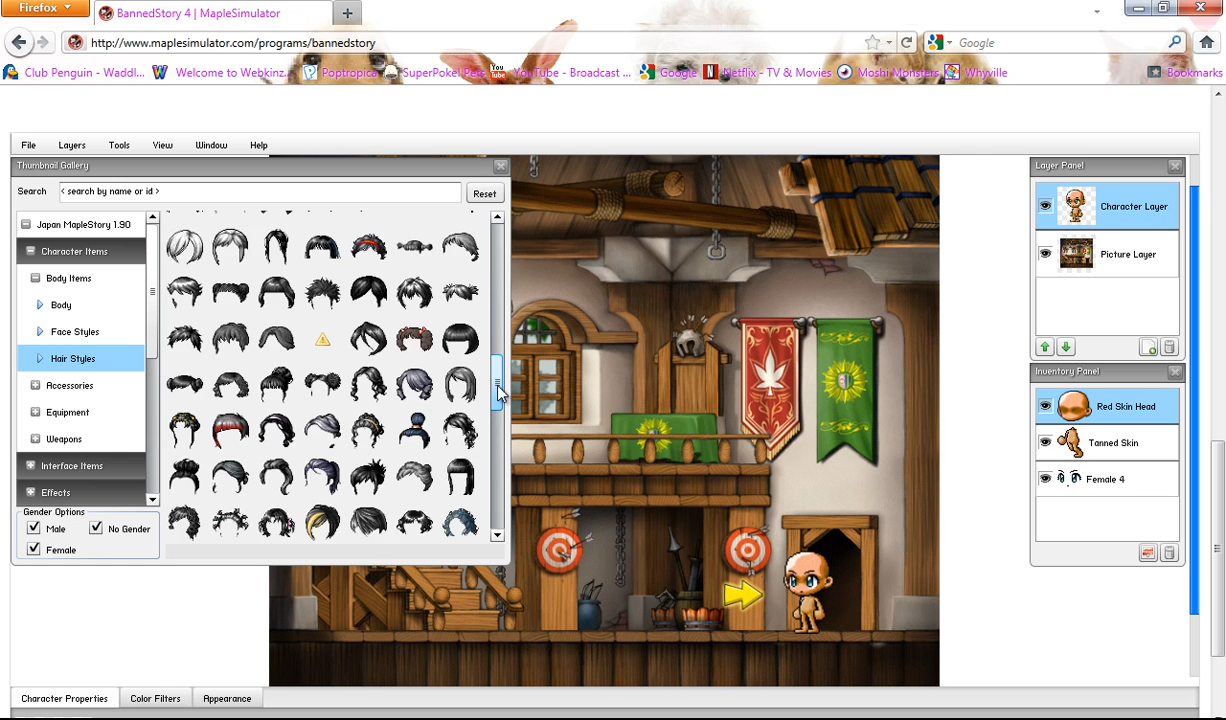 Firefox
BannedStory 4 | MapleSimulator
http://www.maplesimulator.com/programs/bannedstory
Google
Club Penguin - Waddl...
Welcome to Webkinz...
Poptropica
SuperPoke! Pets
YouTube - Broadcast ...
Google
Netflix - TV & Movies
Moshi Monsters
Whyville
Bookmarks
File Layers Tools View Window Help
Thumbnail Gallery
Search
< search by name or id >
Reset
Japan MapleStory 1.90
Character Items
Body Items
Body
Face Styles
Hair Styles
Accessories
Equipment
Weapons
Interface Items
Effects
Gender Options
Male
No Gender
Female
Layer Panel
Character Layer
Picture Layer
Inventory Panel
Red Skin Head
Tanned Skin
Female 4
Character Properties
Color Filters
Appearance